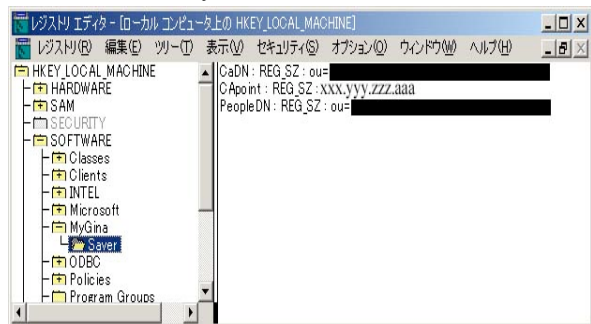 レジストリ エディタ - [ローカル コンピュータ上の HKEY_LOCAL_MACHINE]
レジストリ(R) 編集(E) ツリー(T) 表示(V) セキュリティ(S) オプション(O) ウィンドウ(W) ヘルプ(H)
HKEY_LOCAL_MACHINE
HARDWARE
SAM
SECURITY
SOFTWARE
Classes
Clients
INTEL
Microsoft
MyGina
Saver
ODBC
Policies
Program Groups
CaDN : REG_SZ : ou=
CApoint : REG_SZ : xxx.yyy.zzz.aaa
PeopleDN : REG_SZ : ou=